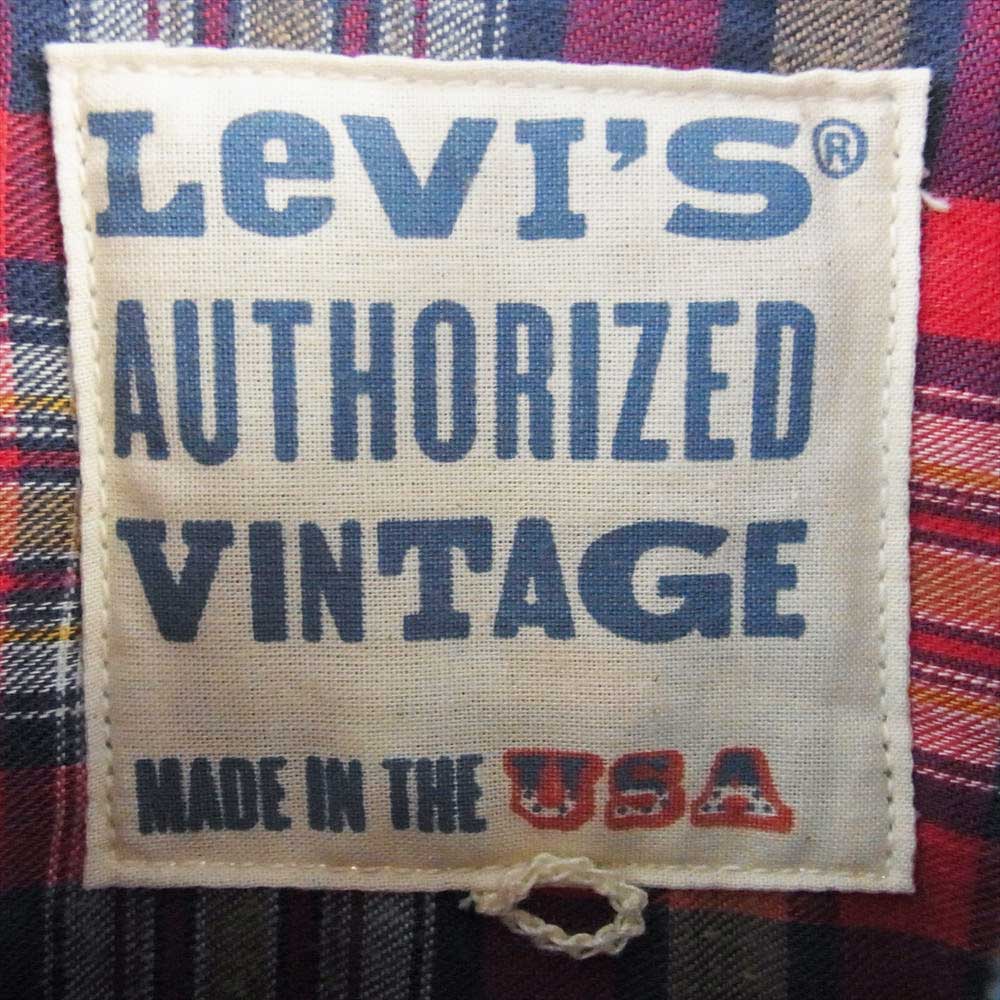 LeVI'S®
AUTHORIZED
VINTAGE
MADE IN THE USA